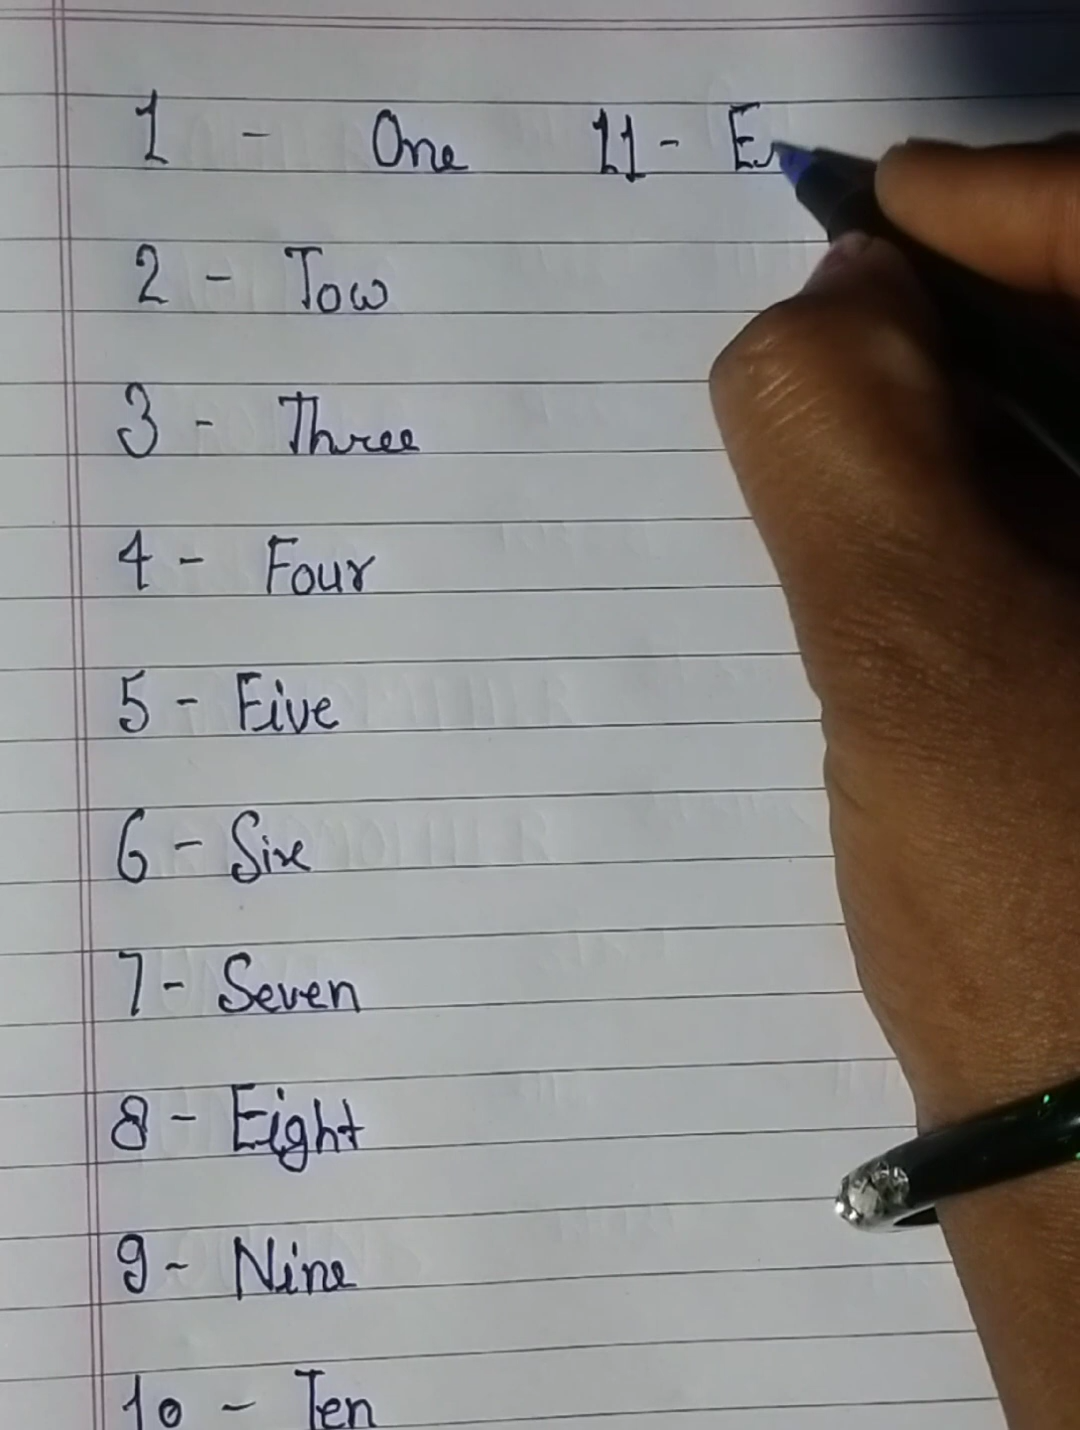 1 - One 11 - E
2 - Tow
3 - Three
4 - Four
5 - Five
6 - Six
7 - Seven
8 - Eight
9 - Nine
10 - Ten